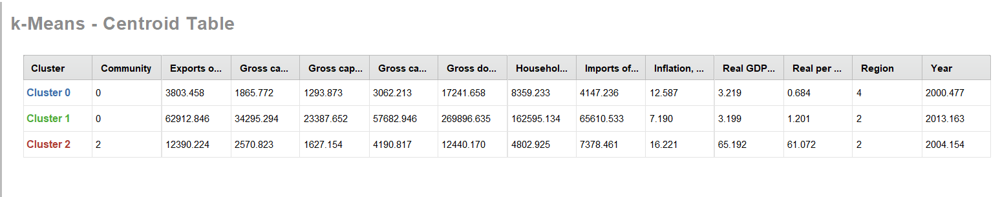 k-Means - Centroid Table
Cluster Community Exports o... Gross ca... Gross cap... Gross ca... Gross do... Househol... Imports of... Inflation, ... Real GDP... Real per ... Region Year
Cluster 0 0 3803.458 1865.772 1293.873 3062.213 17241.658 8359.233 4147.236 12.587 3.219 0.684 4 2000.477
Cluster 1 0 62912.846 34295.294 23387.652 57682.946 269896.635 162595.134 65610.533 7.190 3.199 1.201 2 2013.163
Cluster 2 2 12390.224 2570.823 1627.154 4190.817 12440.170 4802.925 7378.461 16.221 65.192 61.072 2 2004.154